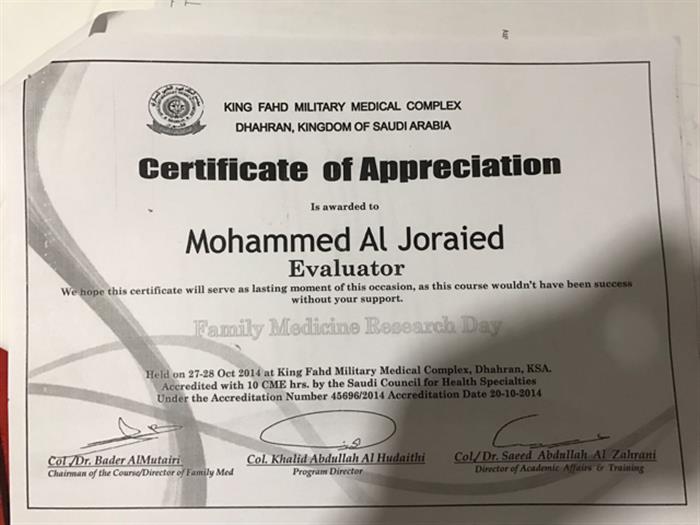 KING FAHD MILITARY MEDICAL COMPLEX
DHAHRAN, KINGDOM OF SAUDI ARABIA
Certificate of Appreciation
Is awarded to
Mohammed Al Joraied
Evaluator
We hope this certificate will serve as lasting moment of this occasion, as this course wouldn't have been success
without your support.
Family Medicine Research Day
Held on 27-28 Oct 2014 at King Fahd Military Medical Complex, Dhahran, KSA.
Accredited with 10 CME hrs. by the Saudi Council for Health Specialties
Under the Accreditation Number 45696/2014 Accreditation Date 20-10-2014
Col /Dr. Bader AlMutairi
Chairman of the Course/Director of Family Med
Col. Khalid Abdullah Al Hudaithi
Program Director
Col/ Dr. Saeed Abdullah Al Zahrani
Director of Academic Affairs & Training